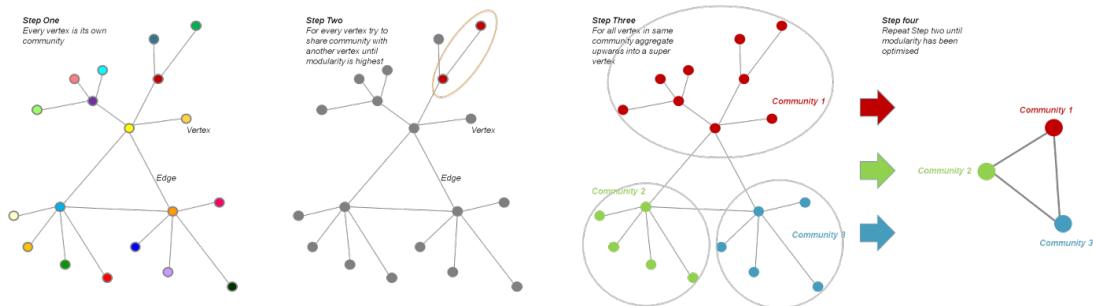 Step One
Every vertex is its own
community
Vertex
Edge
Step Two
For every vertex try to
share community with
another vertex until
modularity is highest
Vertex
Edge
Step Three
For all vertex in same
community aggregate
upwards into a super
vertex
Community 1
Community 2
Community 3
Step four
Repeat Step two until
modularity has been
optimised
Community 1
Community 2
Community 3